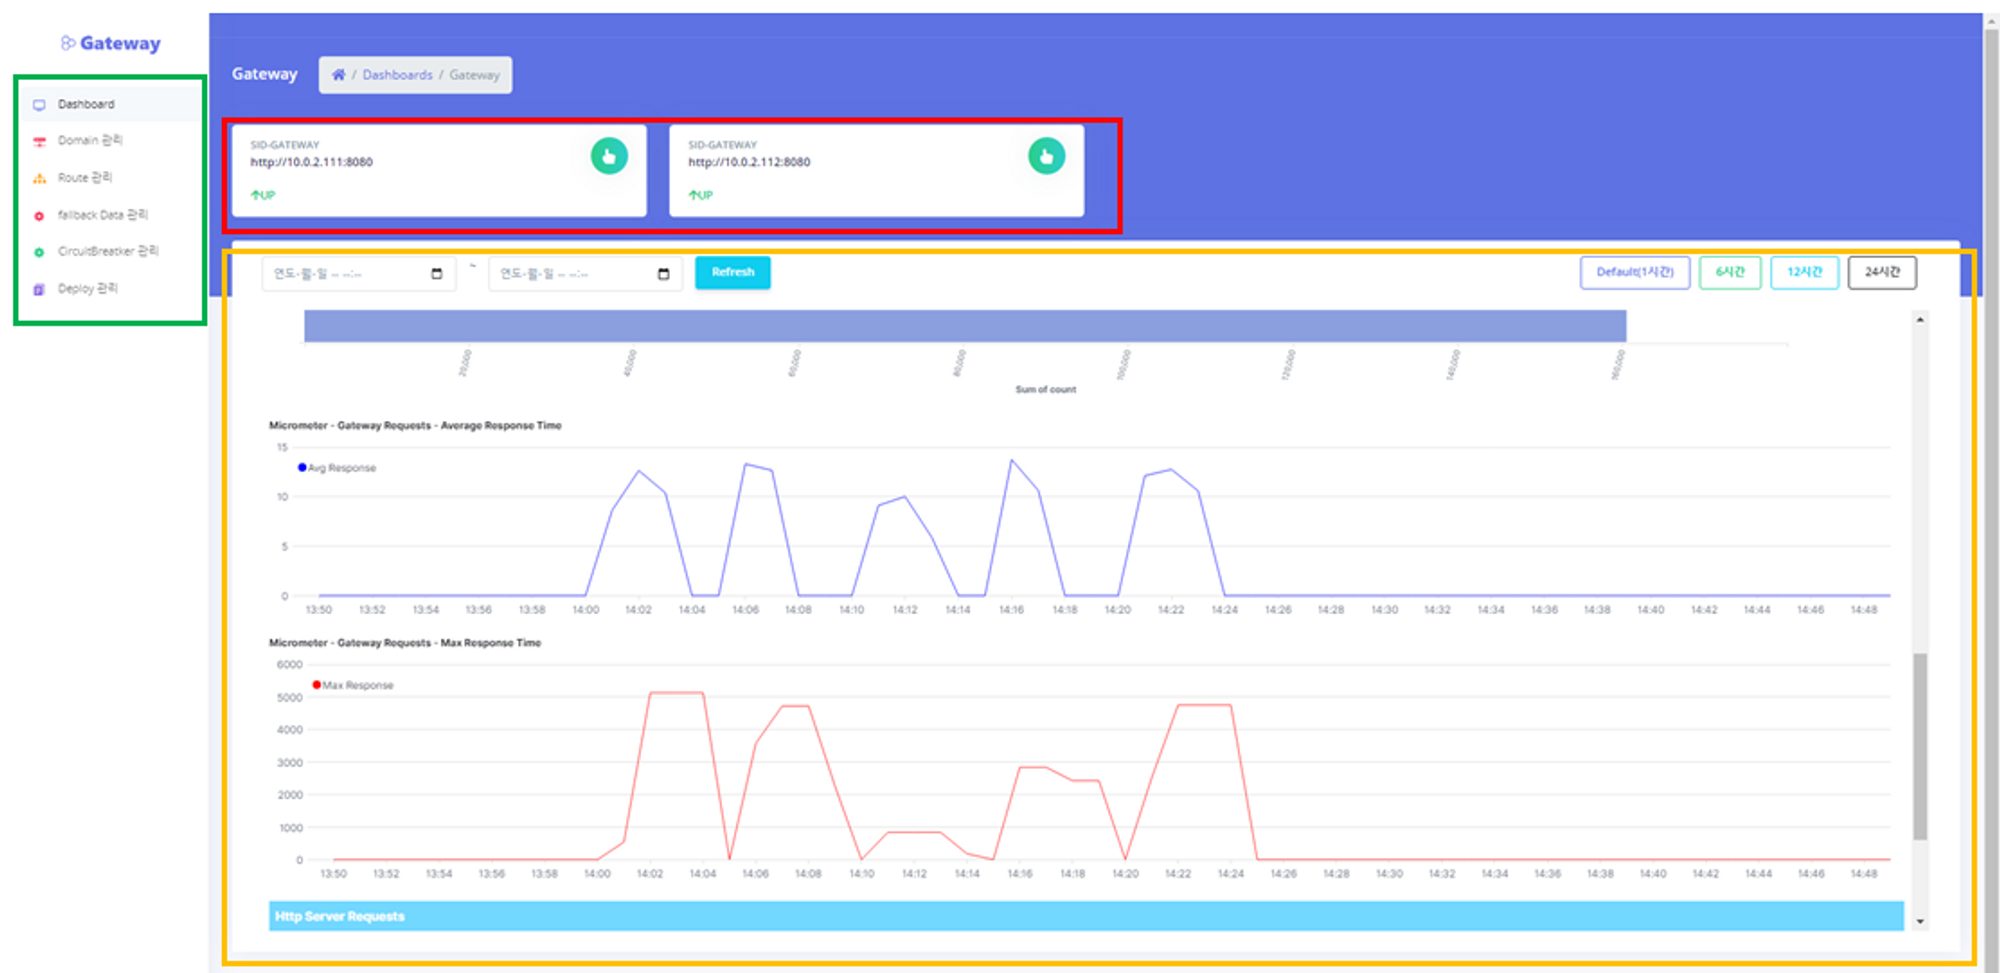 Gateway
Dashboard
Domain 관리
Route 관리
fallback Data 관리
CircuitBreatker 관리
Deploy 관리
Gateway
/ Dashboards / Gateway
SID-GATEWAY
http://10.0.2.111:8080
↑UP
SID-GATEWAY
http://10.0.2.112:8080
↑UP
연도-월-일 -- --:--
~
연도-월-일 -- --:--
Refresh
Default(1시간)
6시간
12시간
24시간
20,000 40,000 60,000 80,000 100,000 120,000 140,000 160,000
Sum of count
Micrometer - Gateway Requests - Average Response Time
15
Avg Response
10
5
0
13:50 13:52 13:54 13:56 13:58 14:00 14:02 14:04 14:06 14:08 14:10 14:12 14:14 14:16 14:18 14:20 14:22 14:24 14:26 14:28 14:30 14:32 14:34 14:36 14:38 14:40 14:42 14:44 14:46 14:48
Micrometer - Gateway Requests - Max Response Time
6000
Max Response
5000
4000
3000
2000
1000
0
13:50 13:52 13:54 13:56 13:58 14:00 14:02 14:04 14:06 14:08 14:10 14:12 14:14 14:16 14:18 14:20 14:22 14:24 14:26 14:28 14:30 14:32 14:34 14:36 14:38 14:40 14:42 14:44 14:46 14:48
Http Server Requests